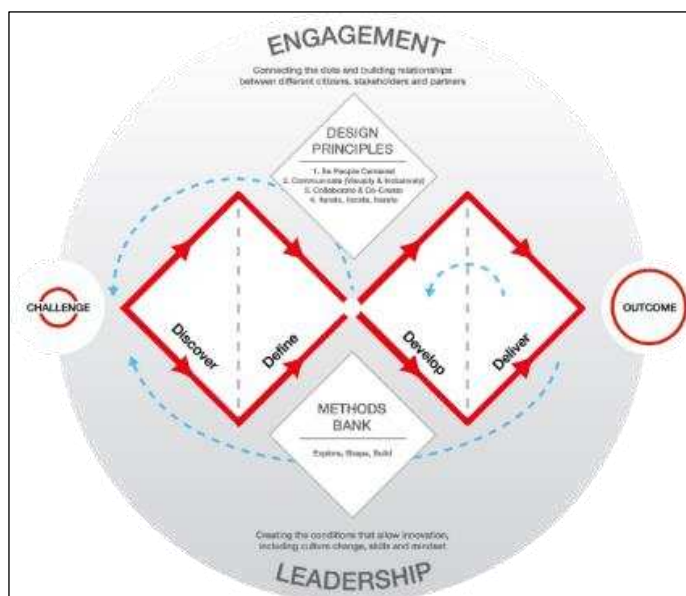 ENGAGEMENT
Connecting the dots and building relationships
between different citizens, stakeholders and partners
DESIGN
PRINCIPLES
1. Be People Centered
2. Communicate (Visually & Inclusively)
3. Collaborate & Co-Create
4. Iterate, Iterate, Iterate
CHALLENGE
OUTCOME
Discover
Define
Develop
Deliver
METHODS
BANK
Explore, Shape, Build
Creating the conditions that allow innovation,
including culture change, skills and mindset
LEADERSHIP